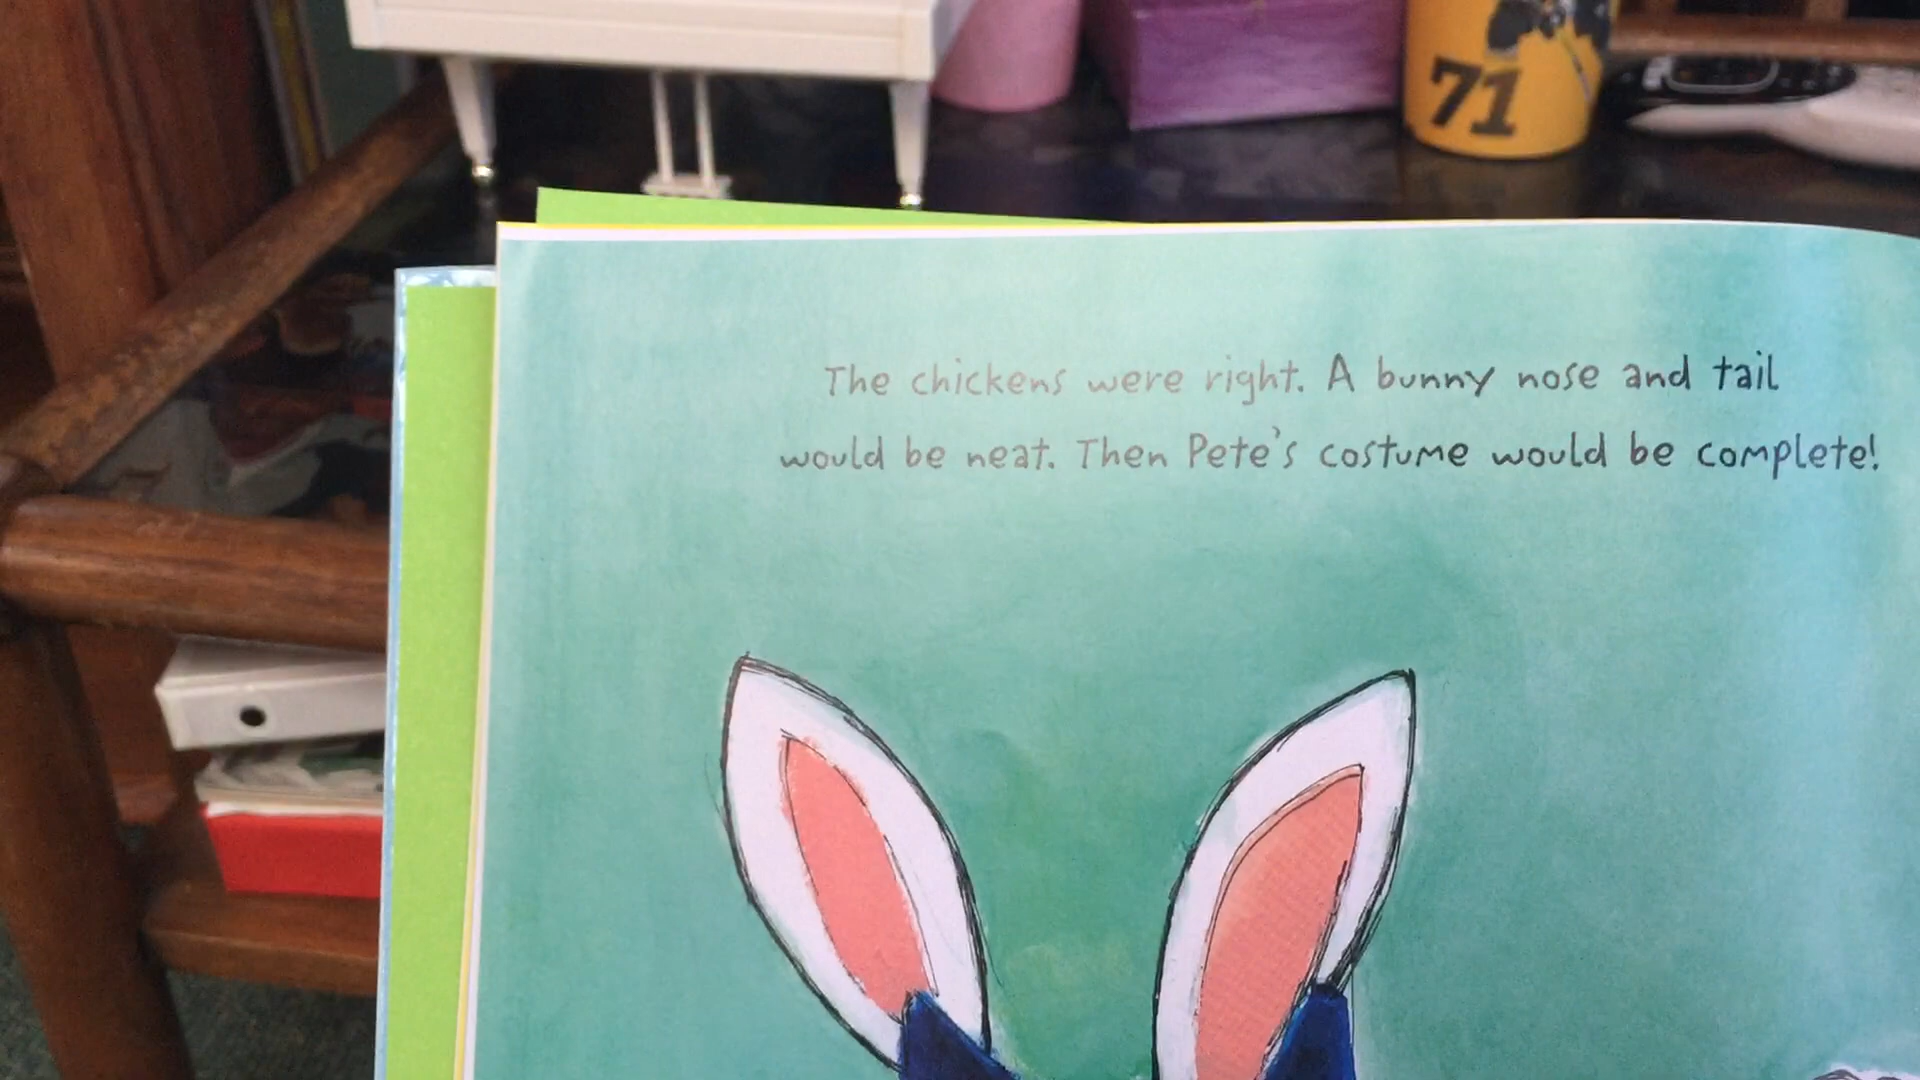 71
The chickens were right. A bunny nose and tail
would be neat. Then Pete's costume would be complete!